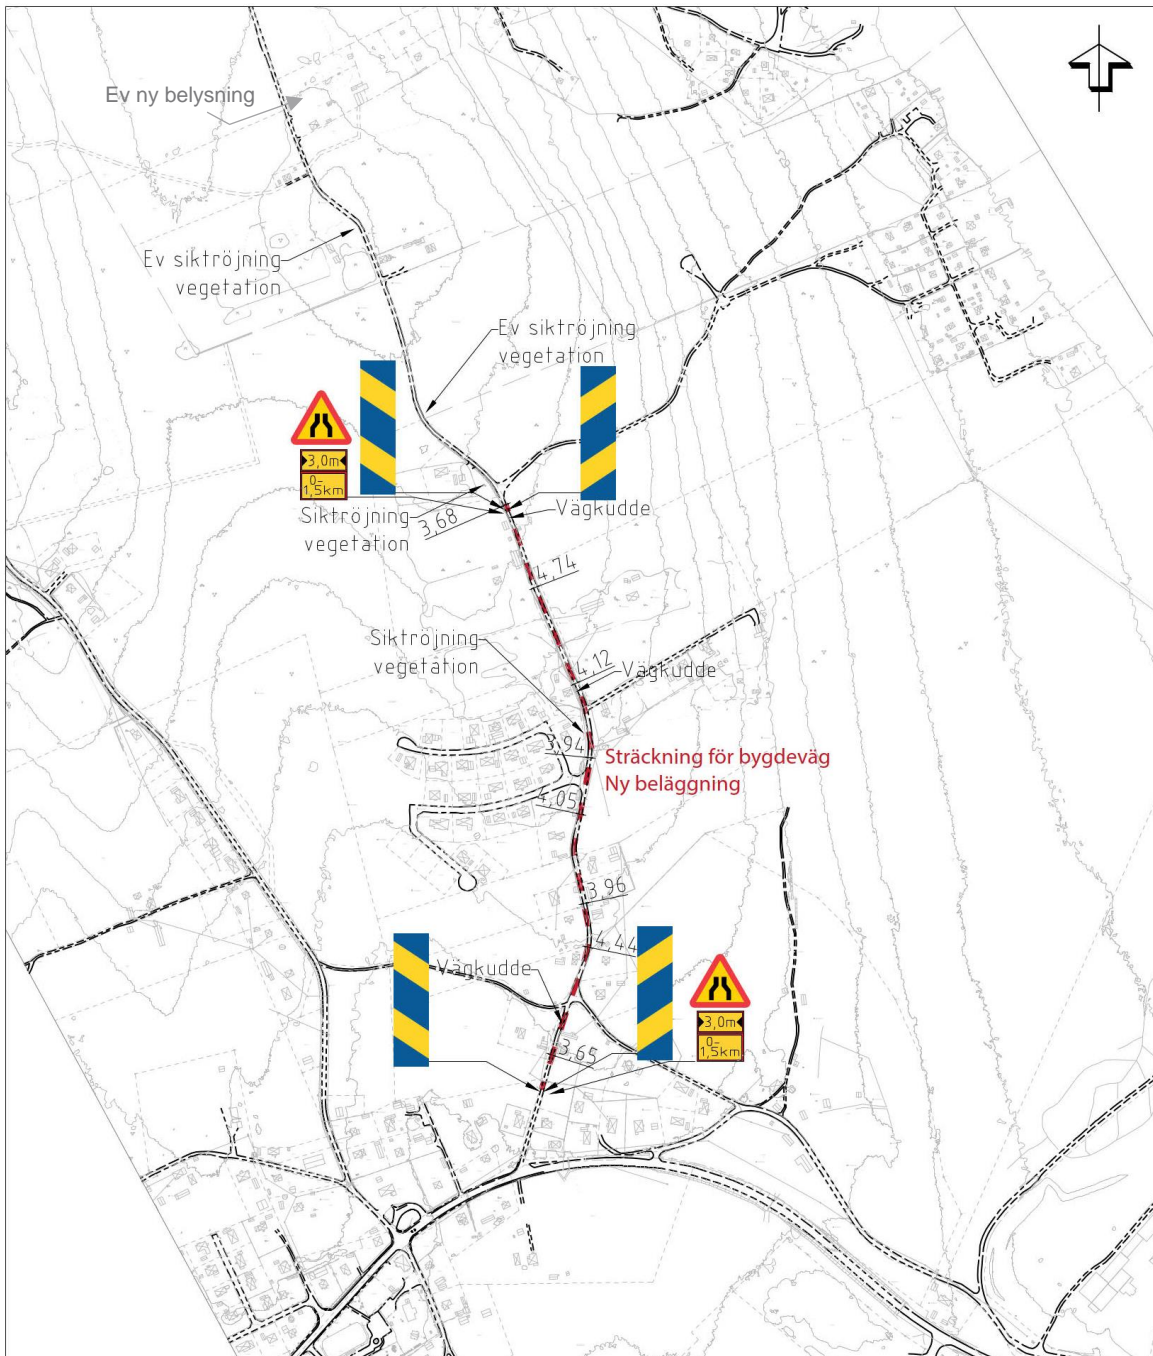 Ev ny belysning
Ev siktröjning
vegetation
Ev siktröjning
vegetation
3,0m
0-
1,5km
Siktröjning
vegetation
3,68
Vägkudde
4,74
Siktröjning
vegetation
4,12
Vägkudde
3,94
Sträckning för bygdeväg
Ny beläggning
4,05
3,96
4,44
Vägkudde
3,0m
0-
1,5km
3,65